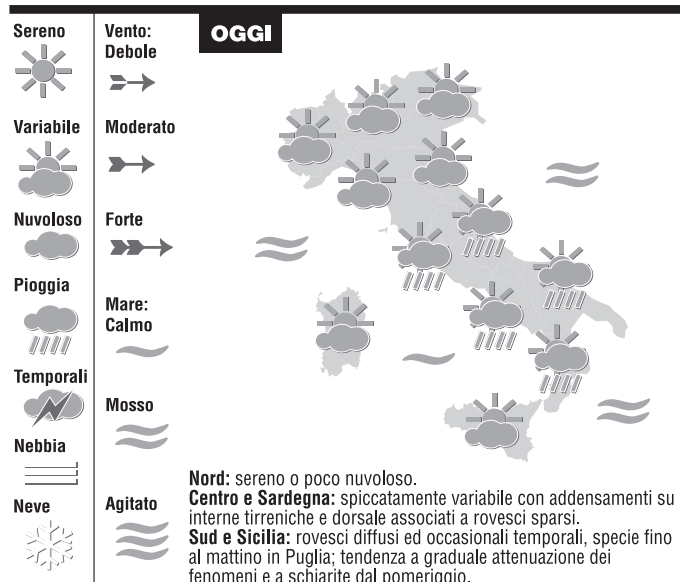 Sereno
Variabile
Nuvoloso
Pioggia
Temporali
Nebbia
Neve
Vento:
Debole
Moderato
Forte
Mare:
Calmo
Mosso
Agitato
OGGI
Nord: sereno o poco nuvoloso.
Centro e Sardegna: spiccatamente variabile con addensamenti su
interne tirreniche e dorsale associati a rovesci sparsi.
Sud e Sicilia: rovesci diffusi ed occasionali temporali, specie fino
al mattino in Puglia; tendenza a graduale attenuazione dei
fenomeni e a schiarite dal pomeriggio.